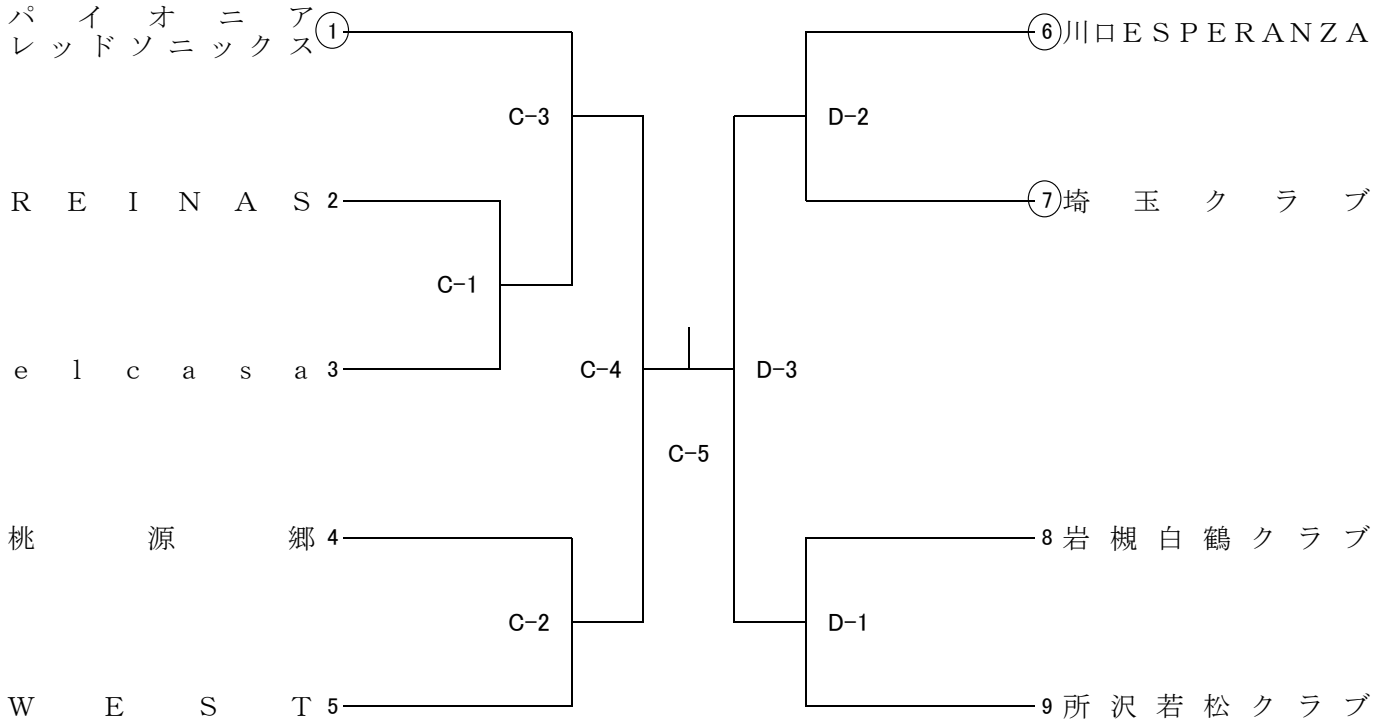 パイオニア
レッドソニックス ①
REINAS 2
elcasa 3
桃源郷 4
WEST 5
C-3
C-1
C-4
C-2
C-5
D-2
D-3
D-1
⑥ 川口ESPERANZA
⑦ 埼玉クラブ
8 岩槻白鶴クラブ
9 所沢若松クラブ